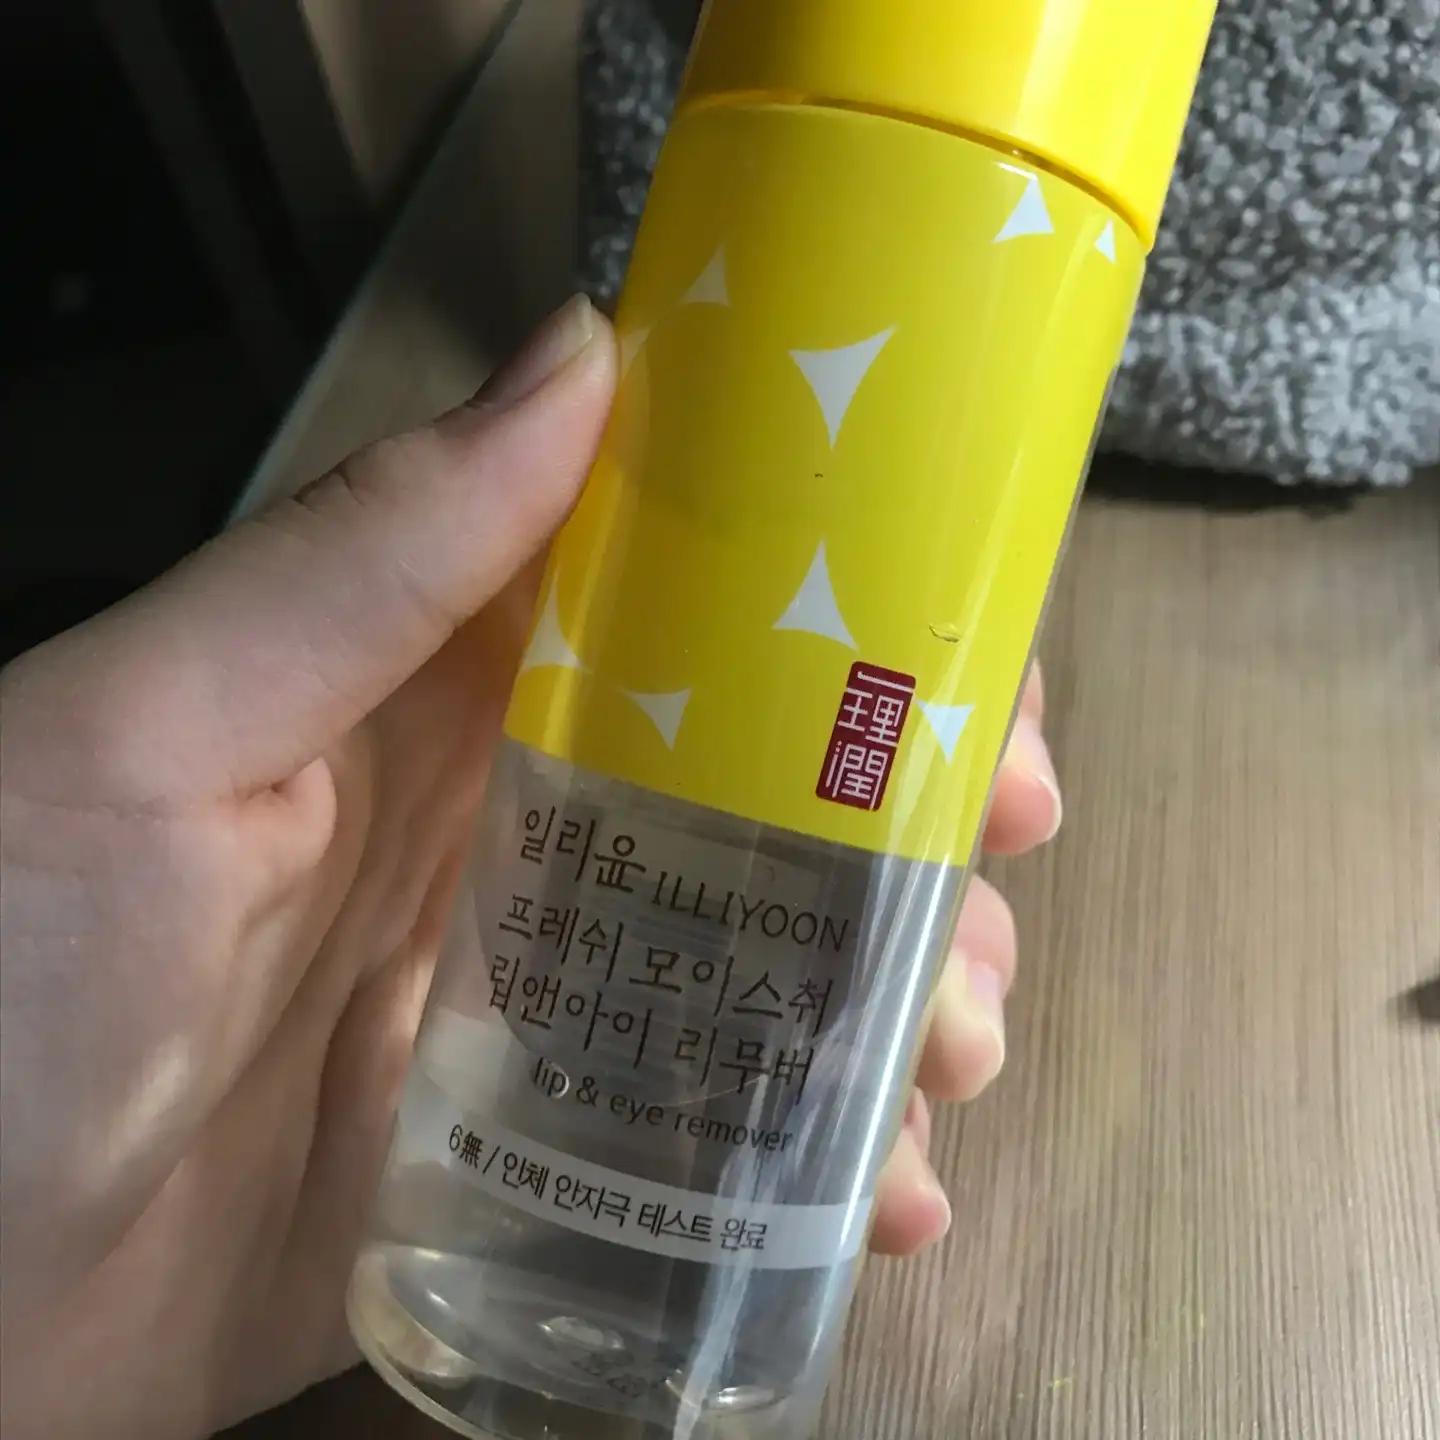 一理潤
일리윤 ILLIYOON
프레쉬 모이스춰
립앤아이 리무버
lip & eye remover
6無 / 인체 안자극 테스트 완료